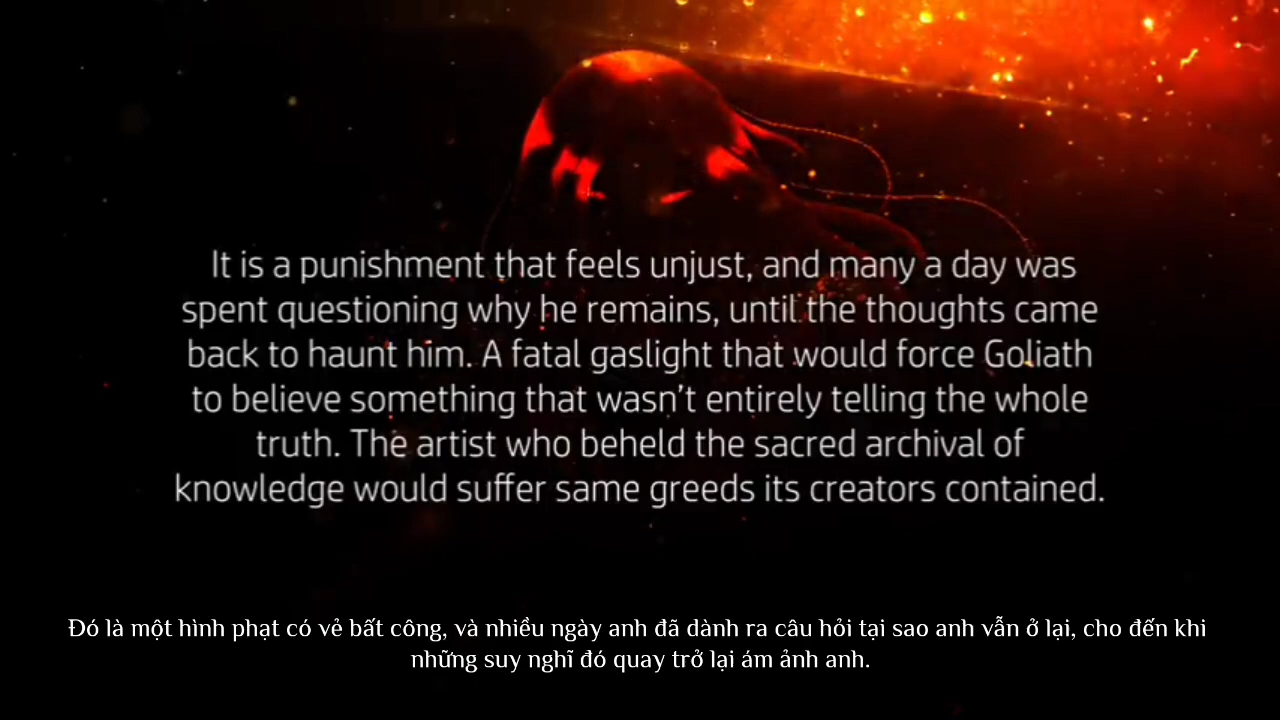 It is a punishment that feels unjust, and many a day was
spent questioning why he remains, until the thoughts came
back to haunt him. A fatal gaslight that would force Goliath
to believe something that wasn't entirely telling the whole
truth. The artist who beheld the sacred archival of
knowledge would suffer same greeds its creators contained.
Đó là một hình phạt có vẻ bất công, và nhiều ngày anh đã dành ra câu hỏi tại sao anh vẫn ở lại, cho đến khi
những suy nghĩ đó quay trở lại ám ảnh anh.